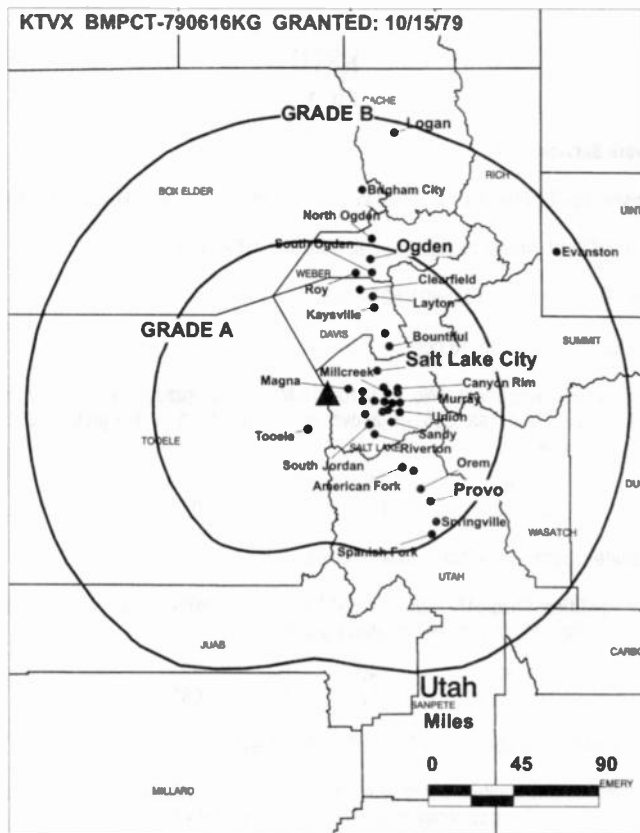 KTVX BMPCT-790616KG GRANTED: 10/15/79
CACHE
GRADE B
Logan
RICH
BOX ELDER
Brigham City
UINT
North Ogden
South Ogden
Ogden
Evanston
WEBER
Clearfield
Roy
Layton
Kaysville
GRADE A
DAVIS
Bountiful
SUMMIT
Salt Lake City
Millcreek
Magna
Canyon Rim
Murray
Union
Tooele
TOOELE
Sandy
SALT LAKE
Riverton
South Jordan
Orem
American Fork
DU
Provo
Springville
WASATCH
Spanish Fork
UTAH
JUAB
CARBO
Utah
SANPETE
Miles
0 45 90
EMERY
MILLARD